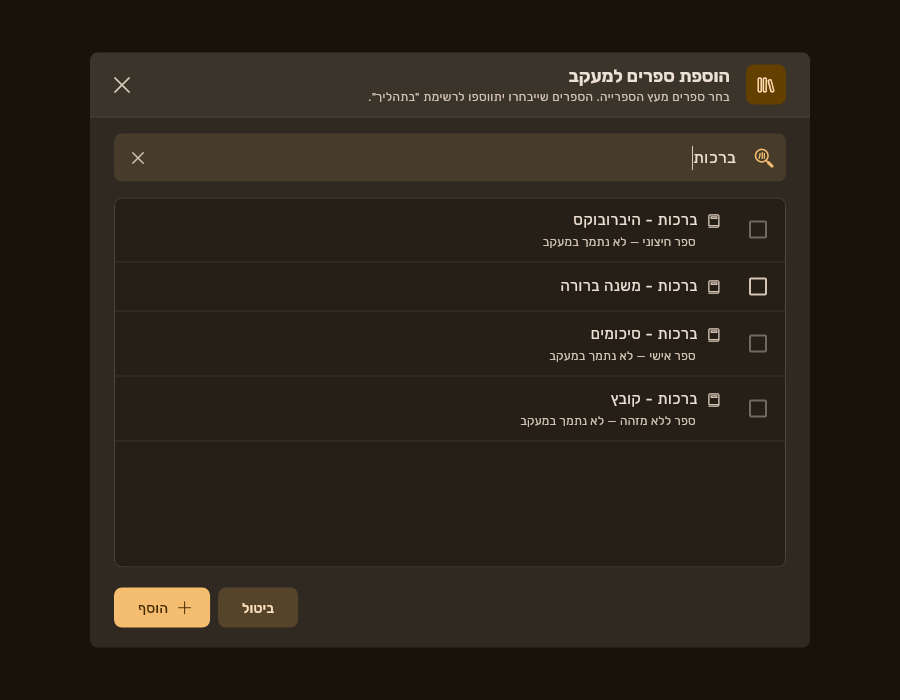 הוספת ספרים למעקב
בחר ספרים מעץ הספרייה. הספרים שייבחרו יתווספו לרשימת "בתהליך".
ברכות
ברכות - היברובוקס
ספר חיצוני — לא נתמך במעקב
ברכות - משנה ברורה
ברכות - סיכומים
ספר אישי — לא נתמך במעקב
ברכות - קובץ
ספר ללא מזהה — לא נתמך במעקב
ביטול
הוסף